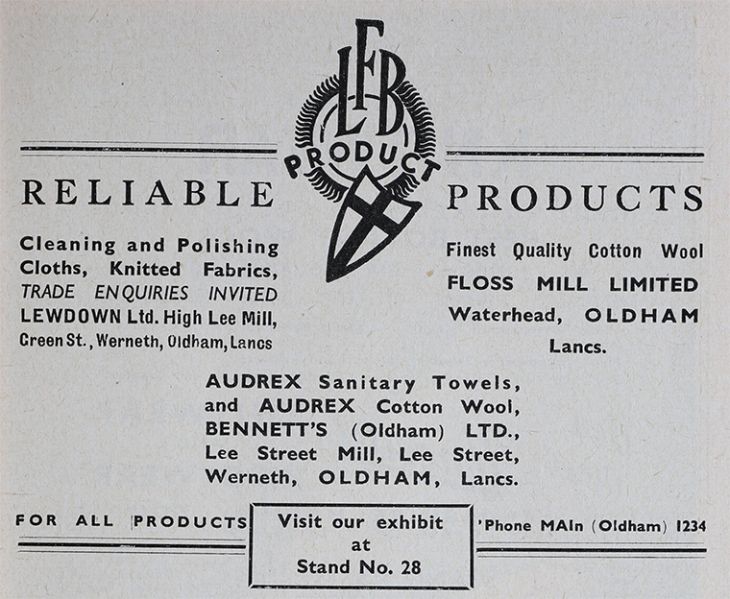 LFB
PRODUCT
RELIABLE PRODUCTS
Cleaning and Polishing
Cloths, Knitted Fabrics,
TRADE ENQUIRIES INVITED
LEWDOWN Ltd. High Lee Mill,
Green St., Werneth, Oldham, Lancs
Finest Quality Cotton Wool
FLOSS MILL LIMITED
Waterhead, OLDHAM
Lancs.
AUDREX Sanitary Towels,
and AUDREX Cotton Wool,
BENNETT'S (Oldham) LTD.,
Lee Street Mill, Lee Street,
Werneth, OLDHAM, Lancs.
FOR ALL PRODUCTS
Visit our exhibit
at
Stand No. 28
'Phone MAIn (Oldham) 1234